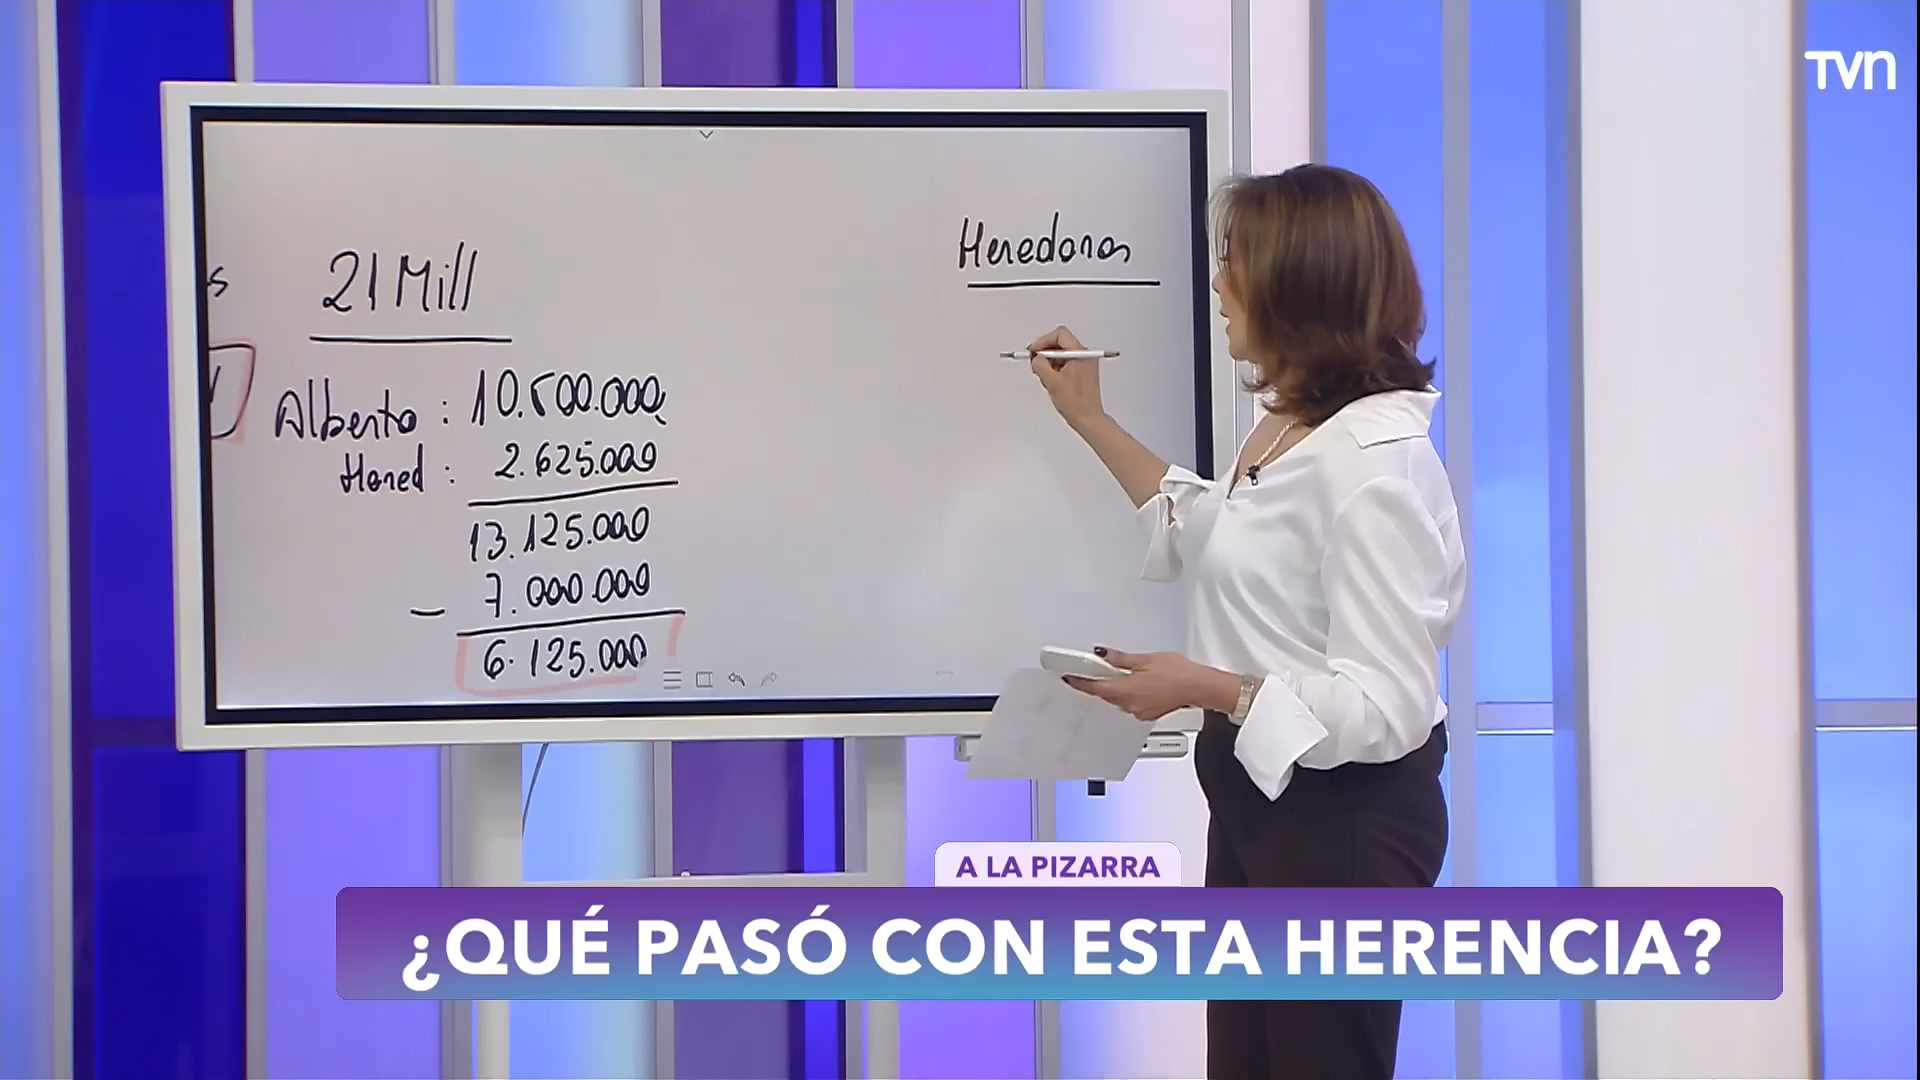 TVN
21 Mill
Heredaros
s
Alberto : 10.500.000
Hered : 2.625.000
13.125.000
- 7.000.000
6.125.000
A LA PIZARRA
¿QUÉ PASÓ CON ESTA HERENCIA?